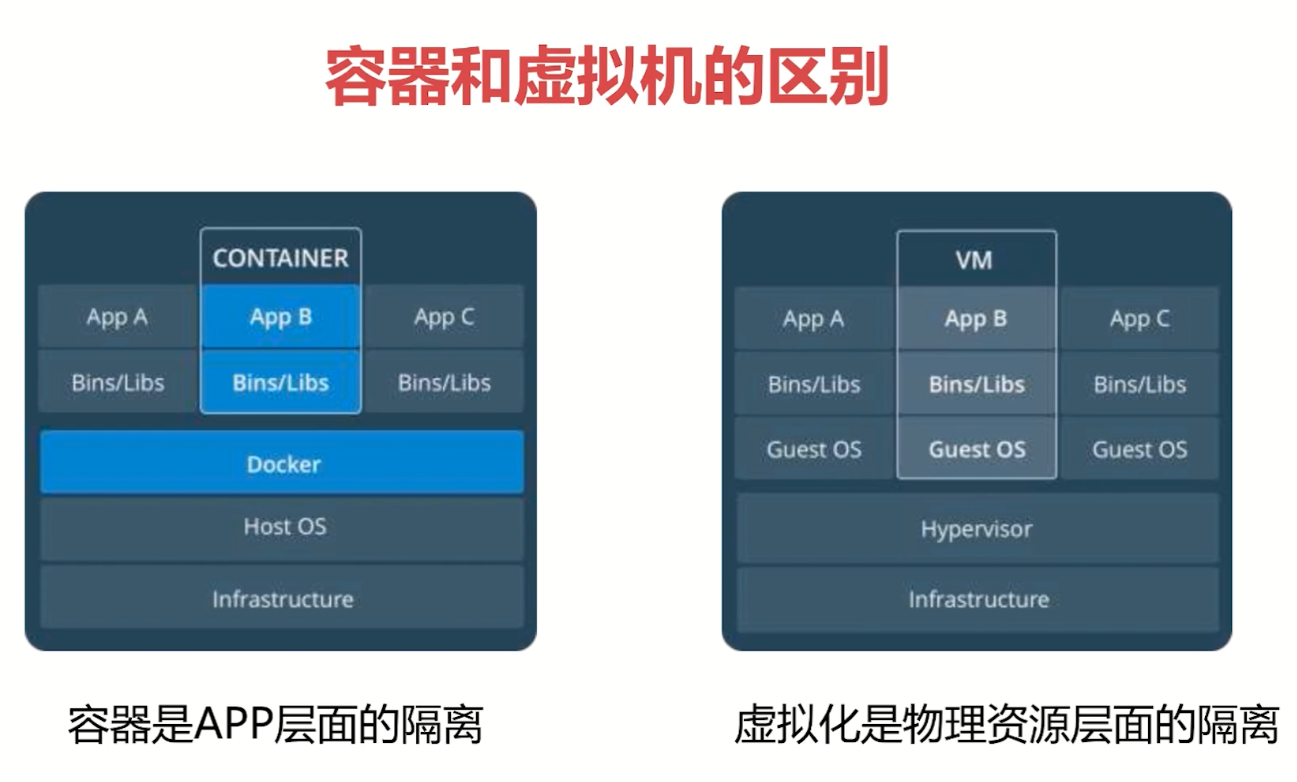 容器和虚拟机的区别
CONTAINER
App A App B App C
Bins/Libs Bins/Libs Bins/Libs
Docker
Host OS
Infrastructure
容器是APP层面的隔离
VM
App A App B App C
Bins/Libs Bins/Libs Bins/Libs
Guest OS Guest OS Guest OS
Hypervisor
Infrastructure
虚拟化是物理资源层面的隔离